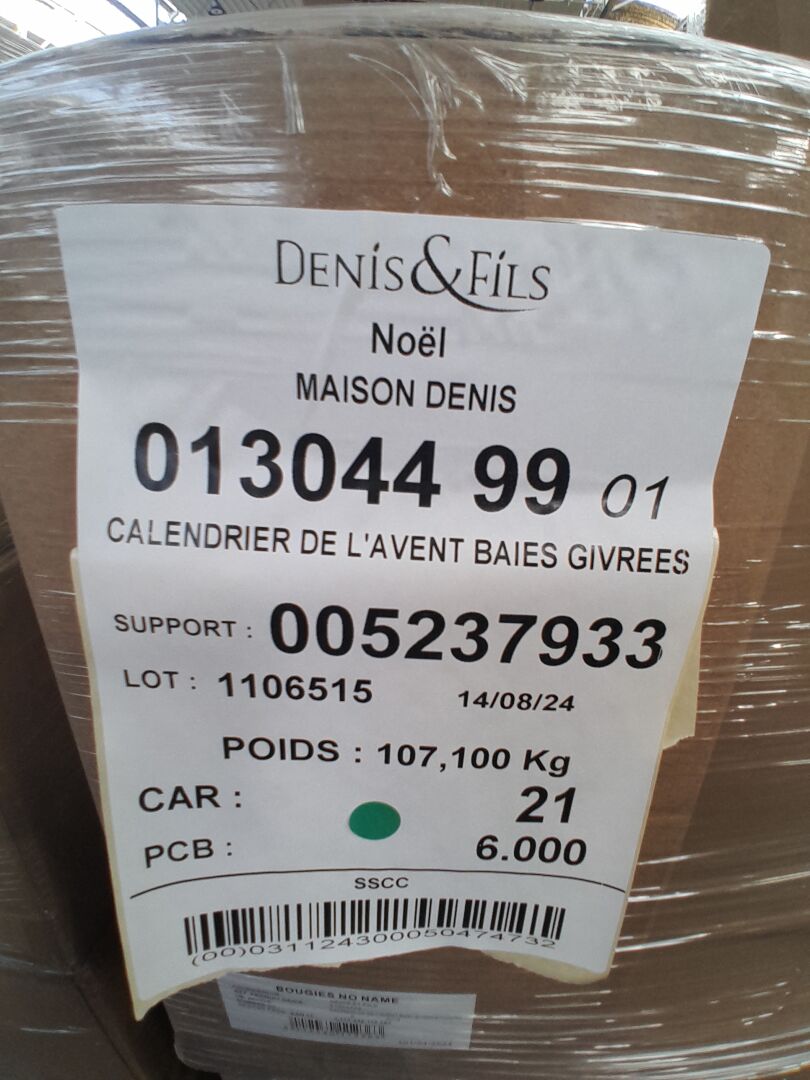 DENIS & FILS
Noël
MAISON DENIS
013044 99 01
CALENDRIER DE L'AVENT BAIES GIVREES
SUPPORT : 005237933
LOT : 1106515 14/08/24
POIDS : 107,100 Kg
CAR : 21
PCB : 6.000
SSCC
(00)031124300050474732
BOUGIES NO NAME